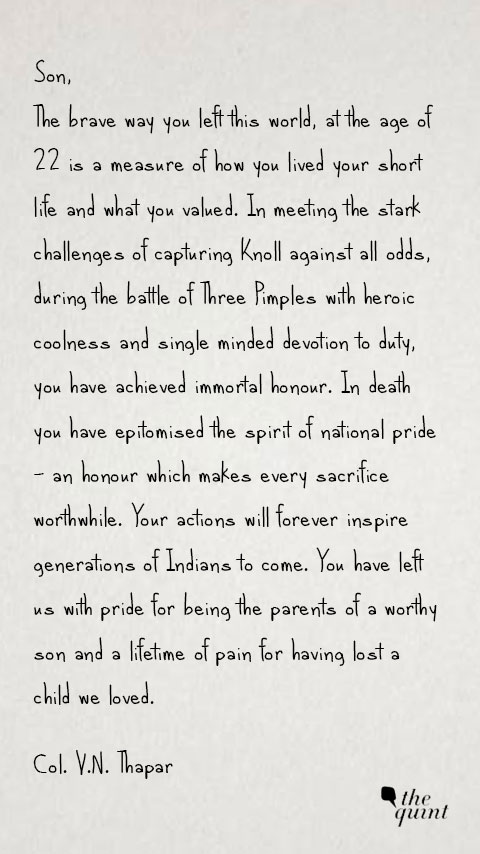 Son,
The brave way you left this world, at the age of
22 is a measure of how you lived your short
life and what you valued. In meeting the stark
challenges of capturing Knoll against all odds,
during the battle of Three Pimples with heroic
coolness and single minded devotion to duty,
you have achieved immortal honour. In death
you have epitomised the spirit of national pride
- an honour which makes every sacrifice
worthwhile. Your actions will forever inspire
generations of Indians to come. You have left
us with pride for being the parents of a worthy
son and a lifetime of pain for having lost a
child we loved.
Col. V.N. Thapar
the
quint